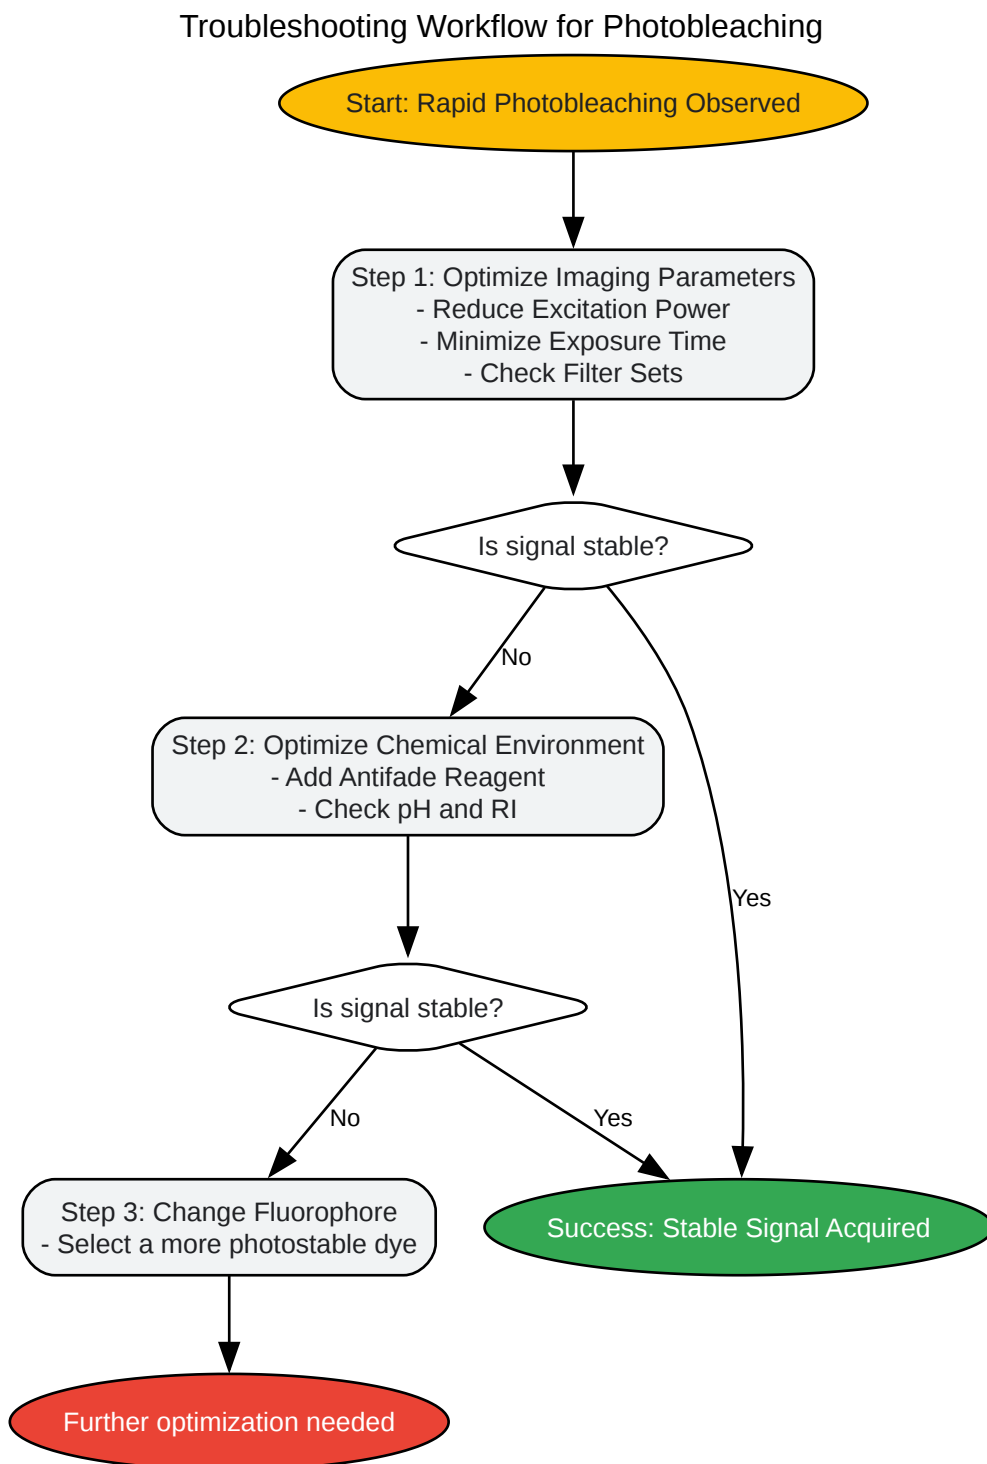 Troubleshooting Workflow for Photobleaching
Start: Rapid Photobleaching Observed
Step 1: Optimize Imaging Parameters
- Reduce Excitation Power
- Minimize Exposure Time
- Check Filter Sets
Is signal stable?
No
Step 2: Optimize Chemical Environment
- Add Antifade Reagent
- Check pH and RI
Yes
Is signal stable?
No
Yes
Step 3: Change Fluorophore
- Select a more photostable dye
Success: Stable Signal Acquired
Further optimization needed